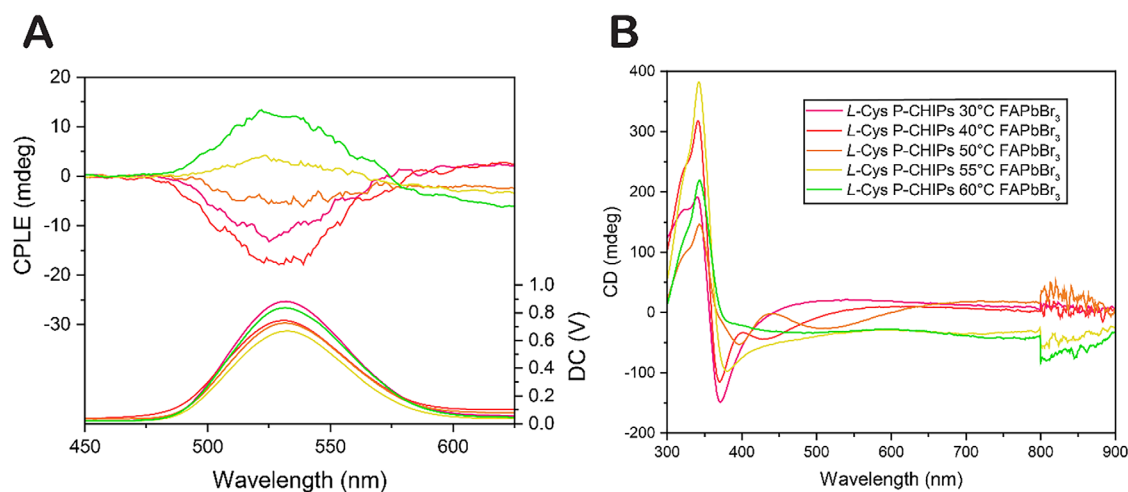 A
20
10
0
-10
-20
-30
CPLE (mdeg)
1.0
0.8
0.6
0.4
0.2
0.0
DC (V)
450
500
550
600
Wavelength (nm)
B
400
300
200
100
0
-100
-200
CD (mdeg)
L-Cys P-CHIPs 30°C FAPbBr3
L-Cys P-CHIPs 40°C FAPbBr3
L-Cys P-CHIPs 50°C FAPbBr3
L-Cys P-CHIPs 55°C FAPbBr3
L-Cys P-CHIPs 60°C FAPbBr3
300
400
500
600
700
800
900
Wavelength (nm)